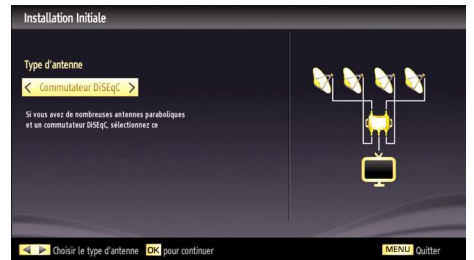 Installation Initiale
Type d'antenne
Commutateur DiSEqC
Si vous avez de nombreuses antennes paraboliques
et un commutateur DiSEqC, sélectionnez ce
Choisir le type d'antenne OK pour continuer MENU Quitter